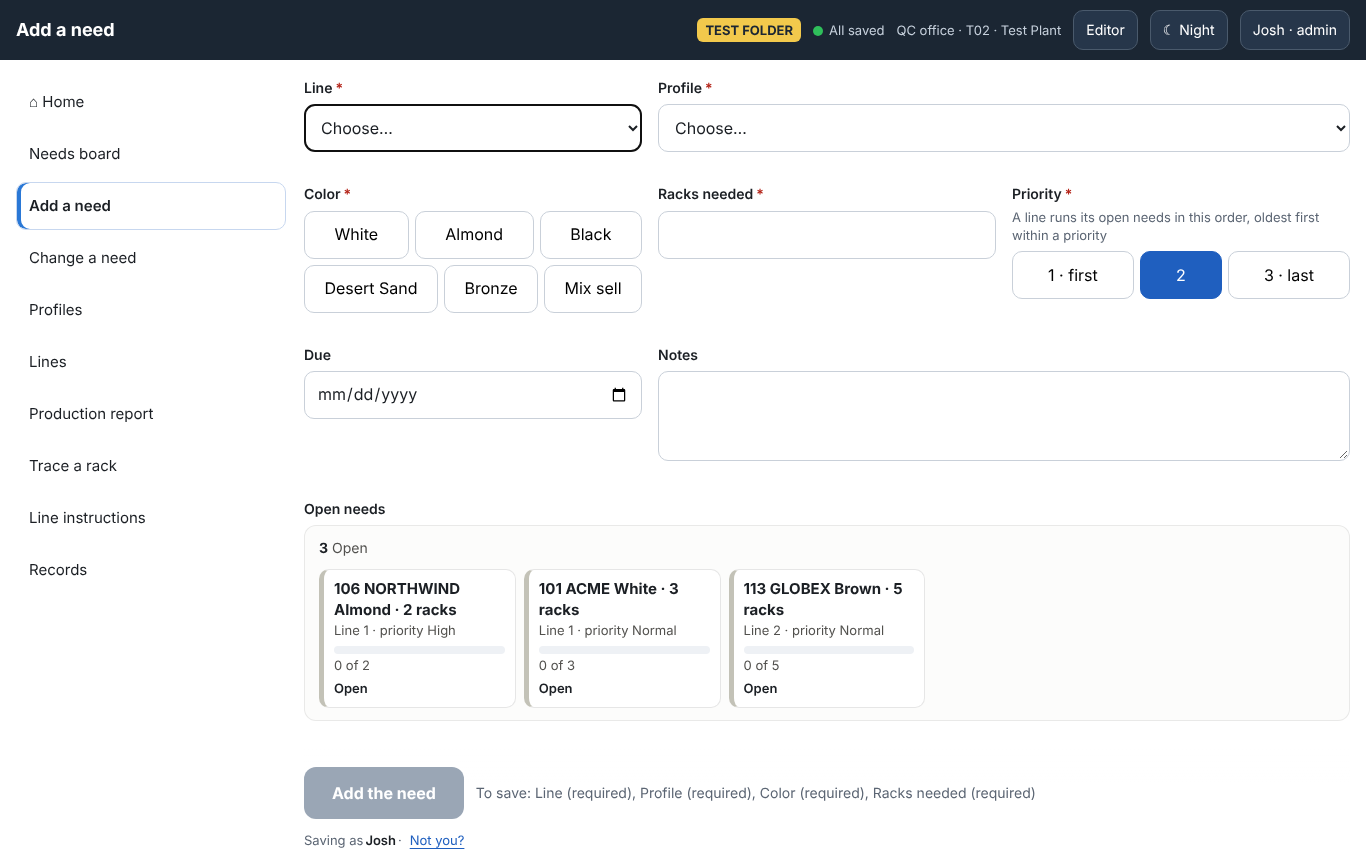 Add a need
TEST FOLDER
All saved
QC office · T02 · Test Plant
Editor
☾ Night
Josh · admin
⌂ Home
Needs board
Add a need
Change a need
Profiles
Lines
Production report
Trace a rack
Line instructions
Records
Line *
Choose...
Profile *
Choose...
Color *
White
Almond
Black
Desert Sand
Bronze
Mix sell
Racks needed *
Priority *
A line runs its open needs in this order, oldest first
within a priority
1 · first
2
3 · last
Due
mm/dd/yyyy
Notes
Open needs
3 Open
106 NORTHWIND
Almond · 2 racks
Line 1 · priority High
0 of 2
Open
101 ACME White · 3
racks
Line 1 · priority Normal
0 of 3
Open
113 GLOBEX Brown · 5
racks
Line 2 · priority Normal
0 of 5
Open
Add the need
To save: Line (required), Profile (required), Color (required), Racks needed (required)
Saving as Josh · Not you?